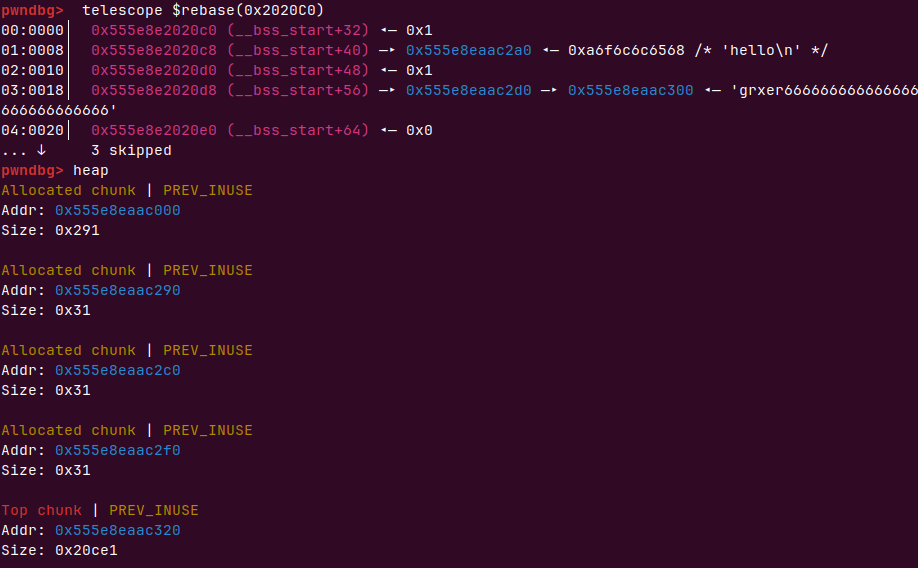 pwndbg>  telescope $rebase(0x2020C0)
00:0000│  0x555e8e2020c0 (__bss_start+32) ◂— 0x1
01:0008│  0x555e8e2020c8 (__bss_start+40) —▸ 0x555e8eaac2a0 ◂— 0xa6f6c6c6568 /* 'hello\n' */
02:0010│  0x555e8e2020d0 (__bss_start+48) ◂— 0x1
03:0018│  0x555e8e2020d8 (__bss_start+56) —▸ 0x555e8eaac2d0 —▸ 0x555e8eaac300 ◂— 'grxer666666666666666
666666666666'
04:0020│  0x555e8e2020e0 (__bss_start+64) ◂— 0x0
... ↓     3 skipped
pwndbg> heap
Allocated chunk | PREV_INUSE
Addr: 0x555e8eaac000
Size: 0x291
Allocated chunk | PREV_INUSE
Addr: 0x555e8eaac290
Size: 0x31
Allocated chunk | PREV_INUSE
Addr: 0x555e8eaac2c0
Size: 0x31
Allocated chunk | PREV_INUSE
Addr: 0x555e8eaac2f0
Size: 0x31
Top chunk | PREV_INUSE
Addr: 0x555e8eaac320
Size: 0x20ce1